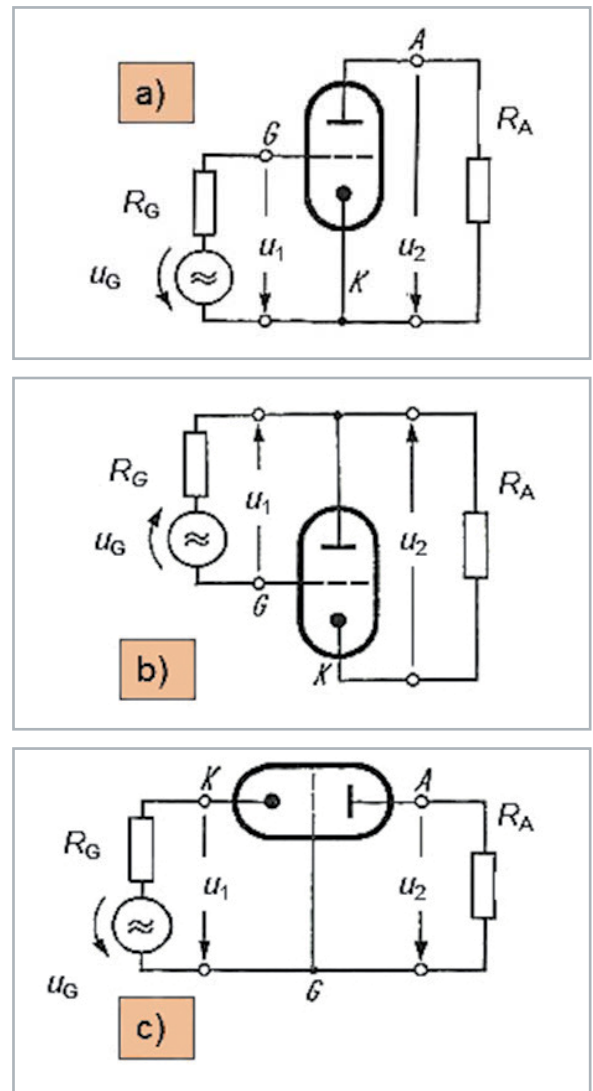 a)
A
G
R_A
R_G
u_1
u_2
u_G
≈
K
R_G
u_1
u_2
R_A
u_G
≈
G
b)
K
K
A
R_G
u_1
u_2
R_A
≈
u_G
G
c)